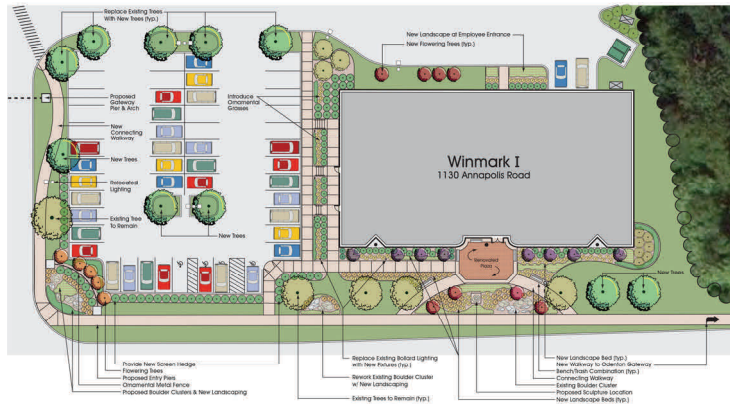 Replace Existing Trees
With New Trees (typ.)
New Landscape at Employee Entrance
New Flowering Trees (typ.)
Proposed
Gateway
Pier & Arch
Introduce
Ornamental
Grasses
New
Connecting
Walkway
New Trees
Relocated
Lighting
Existing Tree
to Remain
New Trees
Winmark I
1130 Annapolis Road
Renovated
Plaza
New Trees
Provide New Screen Hedge
Flowering Trees
Proposed Entry Piers
Ornamental Metal Fence
Proposed Boulder Clusters & New Landscaping
Replace Existing Bollard Lighting
with New Fixtures (typ.)
Rework Existing Boulder Cluster
w/ New Landscaping
Existing Trees to Remain (typ.)
New Landscape Bed (typ.)
New Walkway to Odenton Gateway
Bench/Trash Combination (typ.)
Connecting Walkway
Existing Boulder Cluster
Proposed Sculpture Location
New Landscape Beds (typ.)